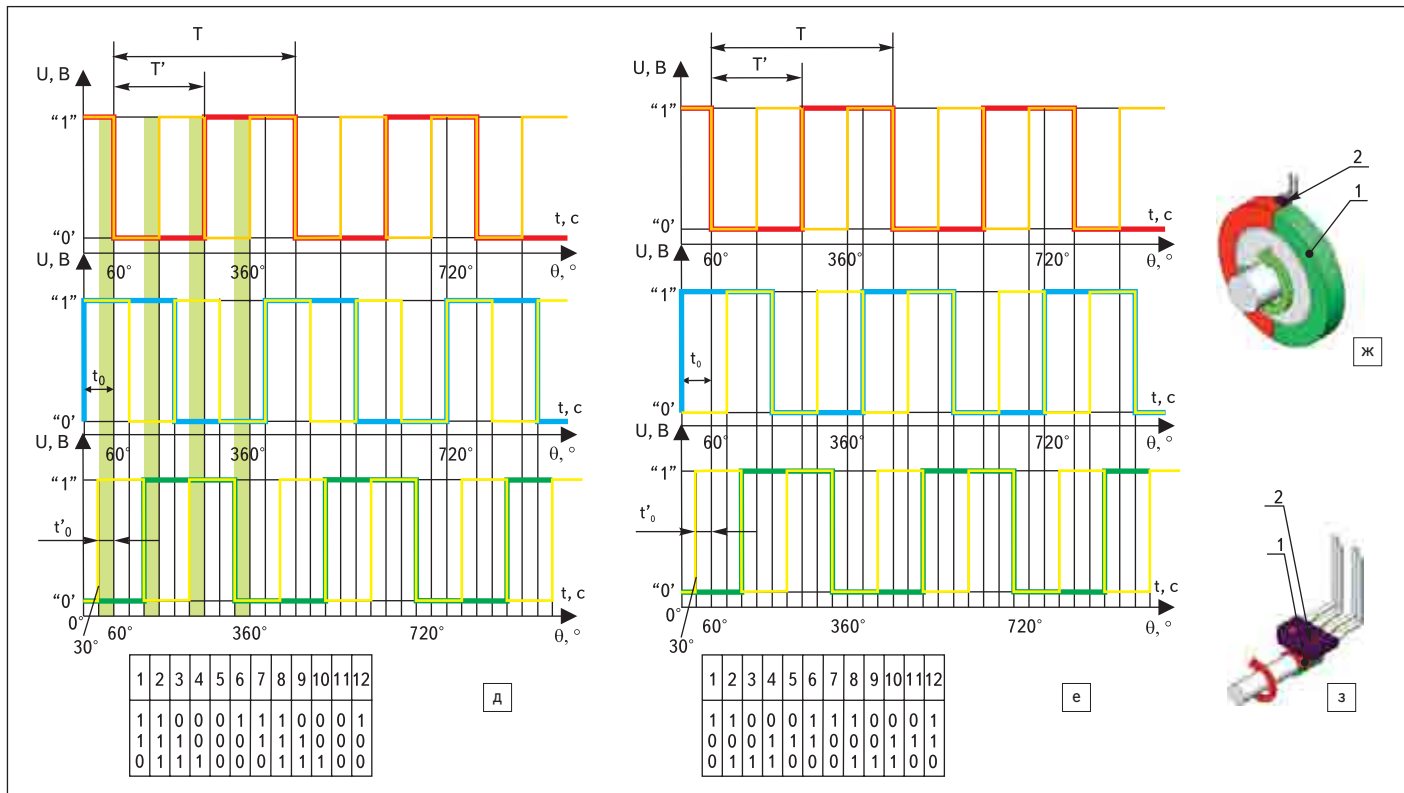 T
T’
U, В
“1”
“0’
t, c
60°
360°
720°
θ, °
U, В
“1”
t₀
“0’
t, c
60°
360°
720°
θ, °
U, В
“1”
t’₀
“0’
t, c
0°
60°
360°
720°
θ, °
30°
1 2 3 4 5 6 7 8 9 10 11 12
1 1 0 0 0 1 1 1 0 0 0 1
1 1 1 0 0 0 1 1 1 0 0 0
0 1 1 1 0 0 0 1 1 1 0 0
д
T
T’
U, В
“1”
“0’
t, c
60°
360°
720°
θ, °
U, В
“1”
t₀
“0’
t, c
60°
360°
720°
θ, °
U, В
“1”
t’₀
“0’
t, c
0°
60°
360°
720°
θ, °
30°
1 2 3 4 5 6 7 8 9 10 11 12
1 1 0 0 0 1 1 1 0 0 0 1
0 0 0 1 1 1 0 0 0 1 1 1
0 1 1 1 0 0 0 1 1 1 0 0
е
2
1
ж
2
1
з